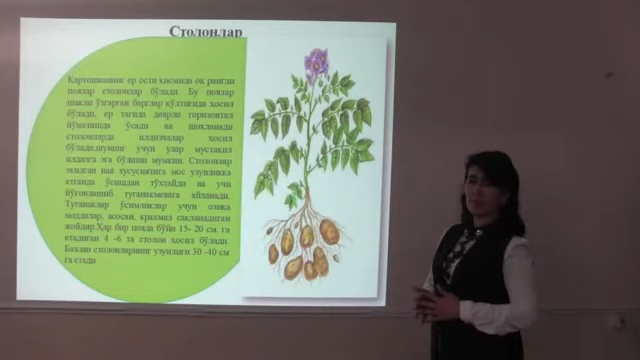 Столонлар
Картошканинг ер ости қисмида оқ рангли
поялар столонлар бўлади. Бу поялар
шакли ўзгарган барглар қўлтиғида ҳосил
бўлади, ер тагида деярли горизонтал
йўналишда ўсади ва шохланади
столонларда илдизчалар ҳосил
бўлади,шунинг учун улар мустақил
илдизга эга бўлиши мумкин. Столонлар
экилган нав хусусиятига мос узунликка
етганда ўсишдан тўхтайди ва учи
йўғонлашиб туганакмевага айланади.
Туганаклар ўсимликлар учун озиқа
моддалар, асосан, крахмал сақланадиган
жойдир.Ҳар бир пояда бўйи 15- 20 см. га
етадиган 4 -6 та столон ҳосил бўлади.
Баъзан столонларнинг узунлиги 30 -40 см
га етади